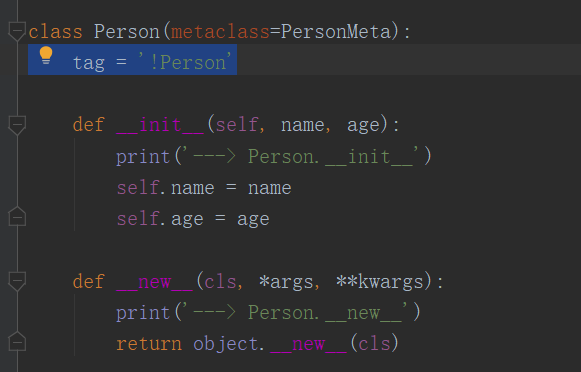 class Person(metaclass=PersonMeta):
    tag = '!Person'
    def __init__(self, name, age):
        print('---> Person.__init__')
        self.name = name
        self.age = age
    def __new__(cls, *args, **kwargs):
        print('---> Person.__new__')
        return object.__new__(cls)